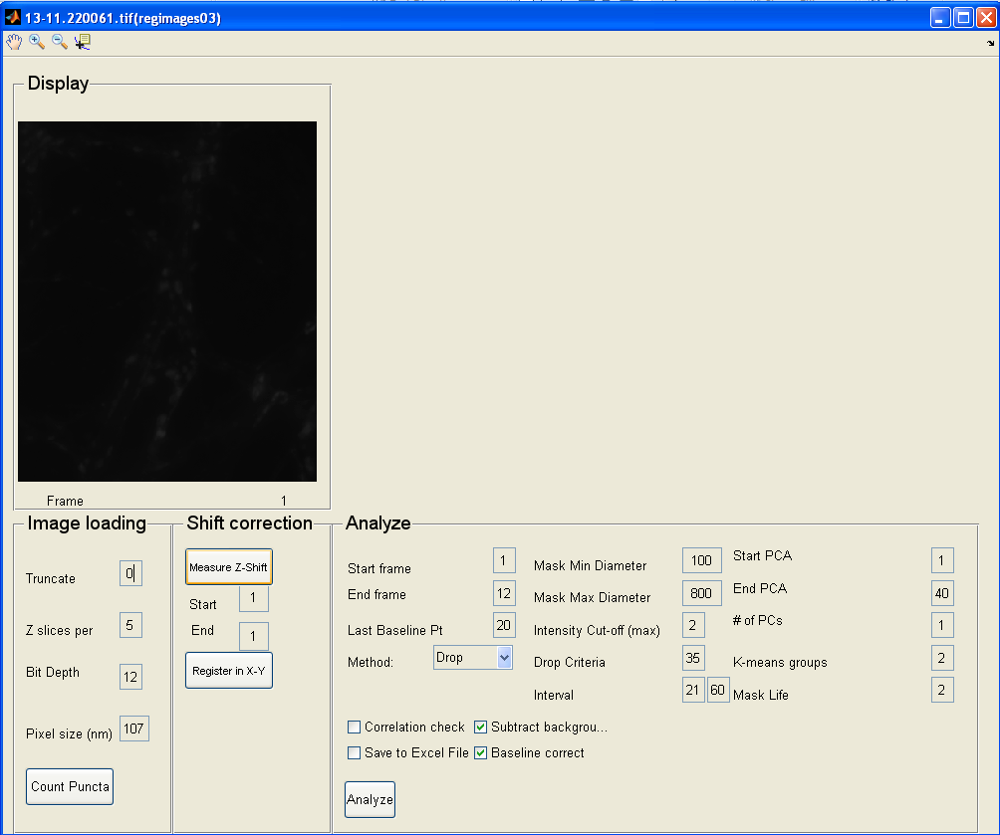 13-11.220061.tif(regimages03)
Display
Frame 1
Image loading
Truncate 0
Z slices per 5
Bit Depth 12
Pixel size (nm) 107
Count Puncta
Shift correction
Measure Z-Shift
Start 1
End 1
Register in X-Y
Analyze
Start frame 1
End frame 12
Last Baseline Pt 20
Method: Drop
Mask Min Diameter 100
Mask Max Diameter 800
Intensity Cut-off (max) 2
Drop Criteria 35
Interval 21 60
Start PCA 1
End PCA 40
# of PCs 1
K-means groups 2
Mask Life 2
Correlation check Subtract backgrou...
Save to Excel File Baseline correct
Analyze